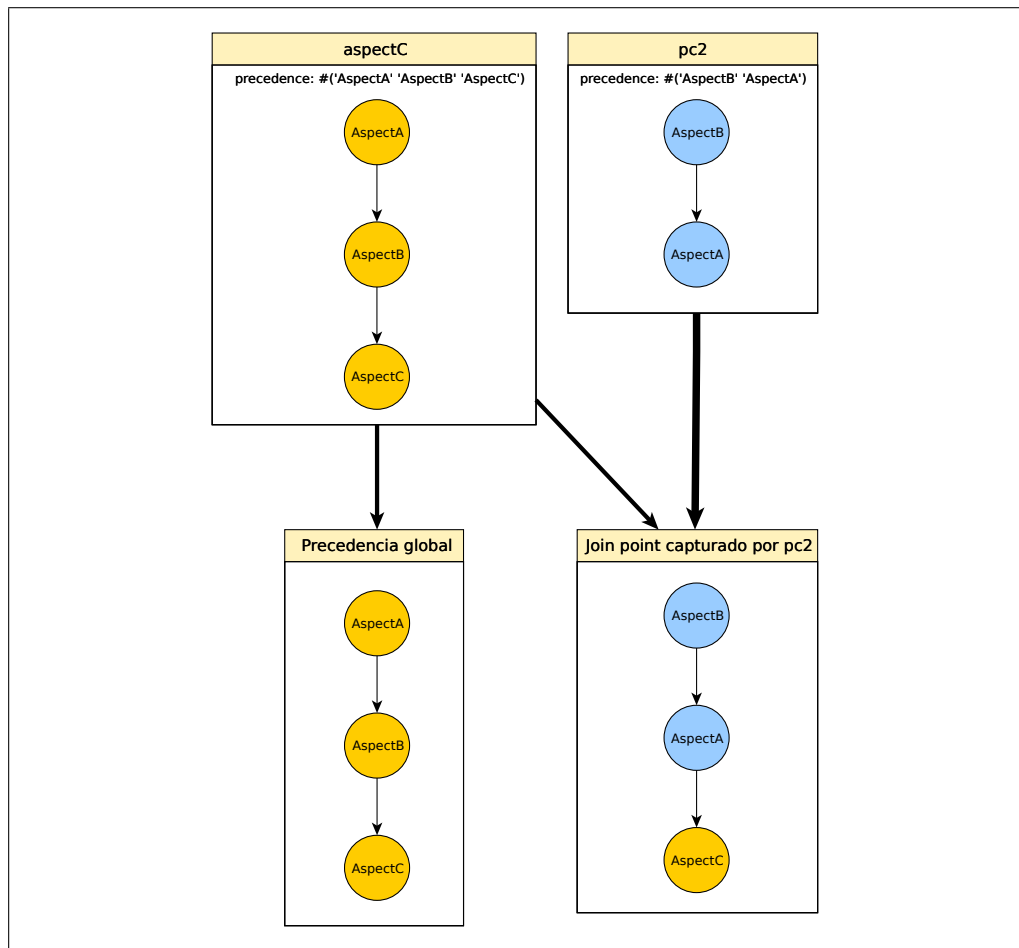 aspectC
precedence: #('AspectA' 'AspectB' 'AspectC')
AspectA
AspectB
AspectC
pc2
precedence: #('AspectB' 'AspectA')
AspectB
AspectA
Precedencia global
AspectA
AspectB
AspectC
Join point capturado por pc2
AspectB
AspectA
AspectC